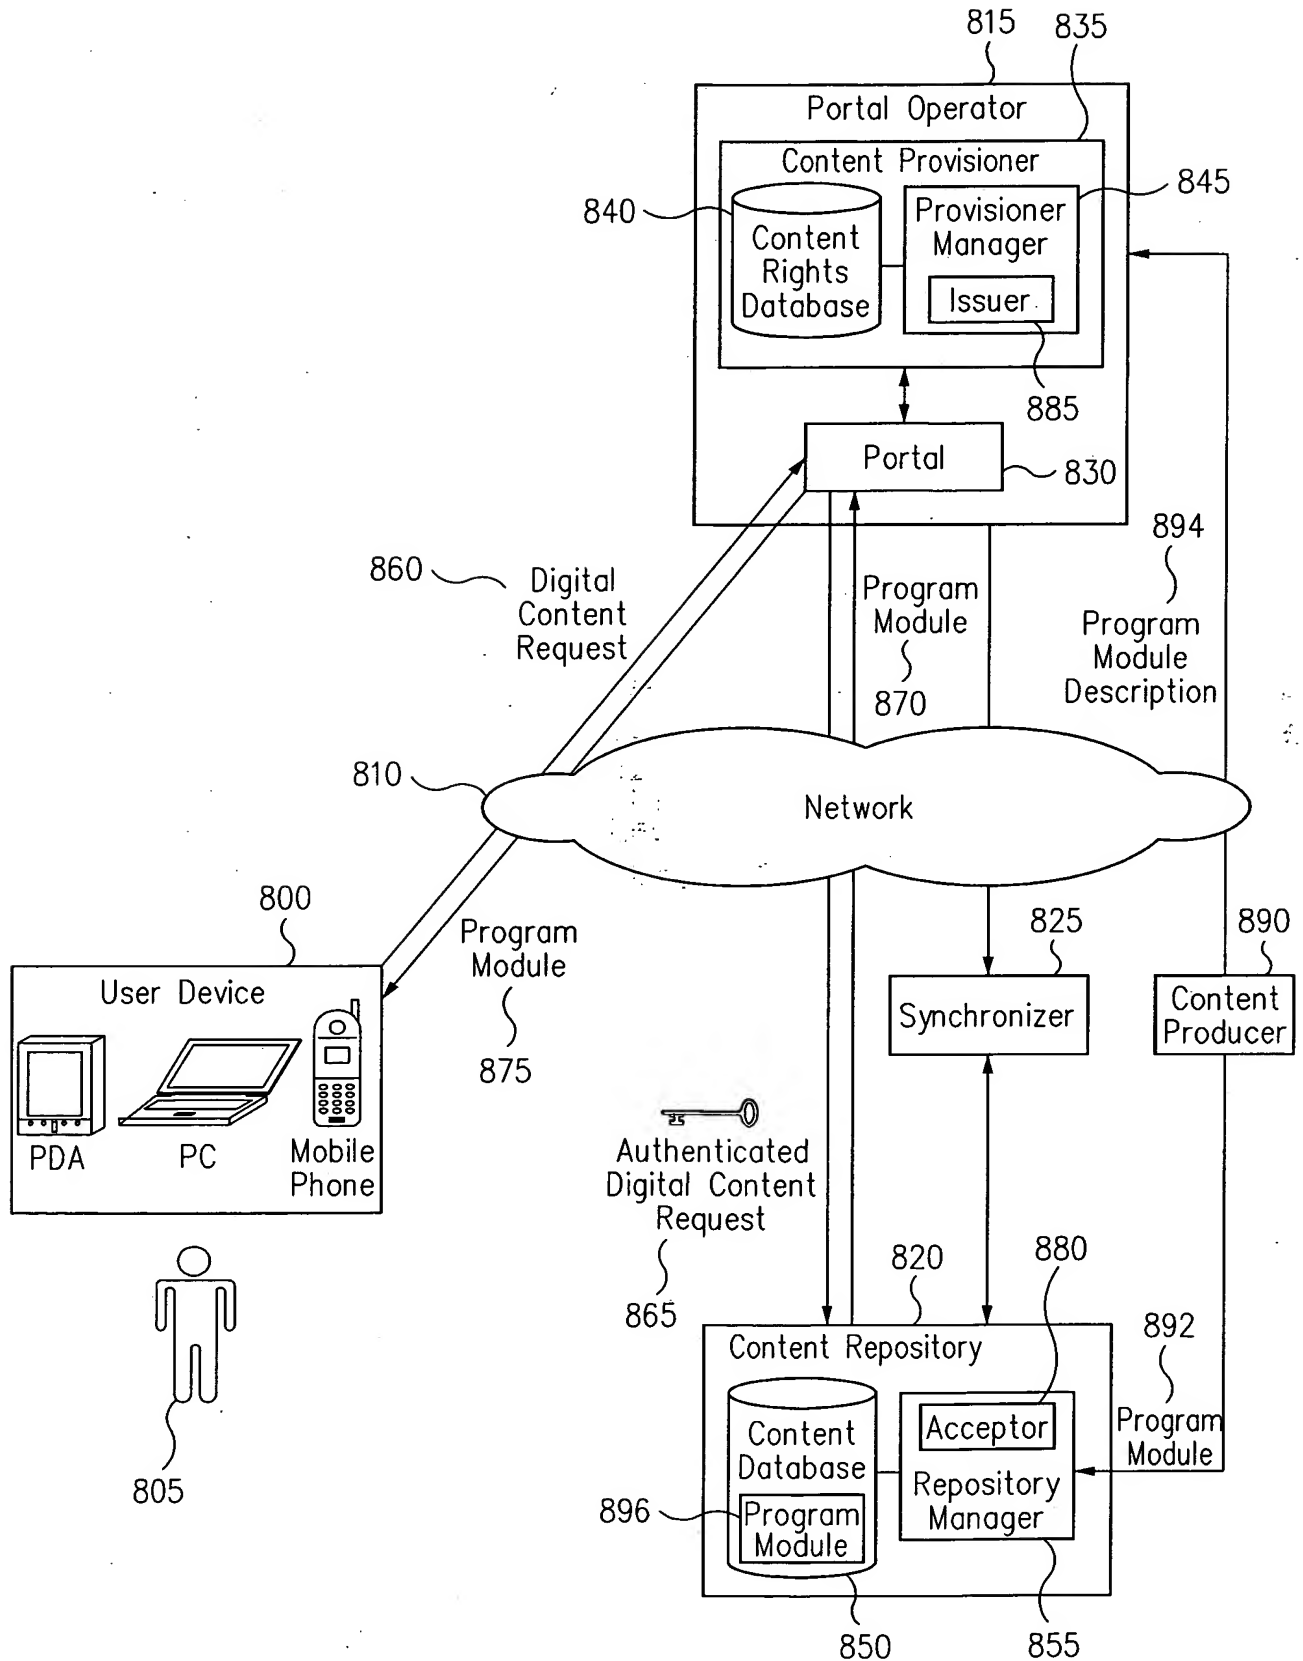 815
835
Portal Operator
Content Provisioner
840
845
Content
Rights
Database
Provisioner
Manager
Issuer
885
Portal
830
894
860
Digital
Content
Request
Program
Module
870
Program
Module
Description
810
Network
800
User Device
PDA
PC
Mobile
Phone
Program
Module
875
825
890
Synchronizer
Content
Producer
Authenticated
Digital Content
Request
865
820
880
892
805
Content Repository
Content
Database
896
Program
Module
Acceptor
Repository
Manager
Program
Module
850
855